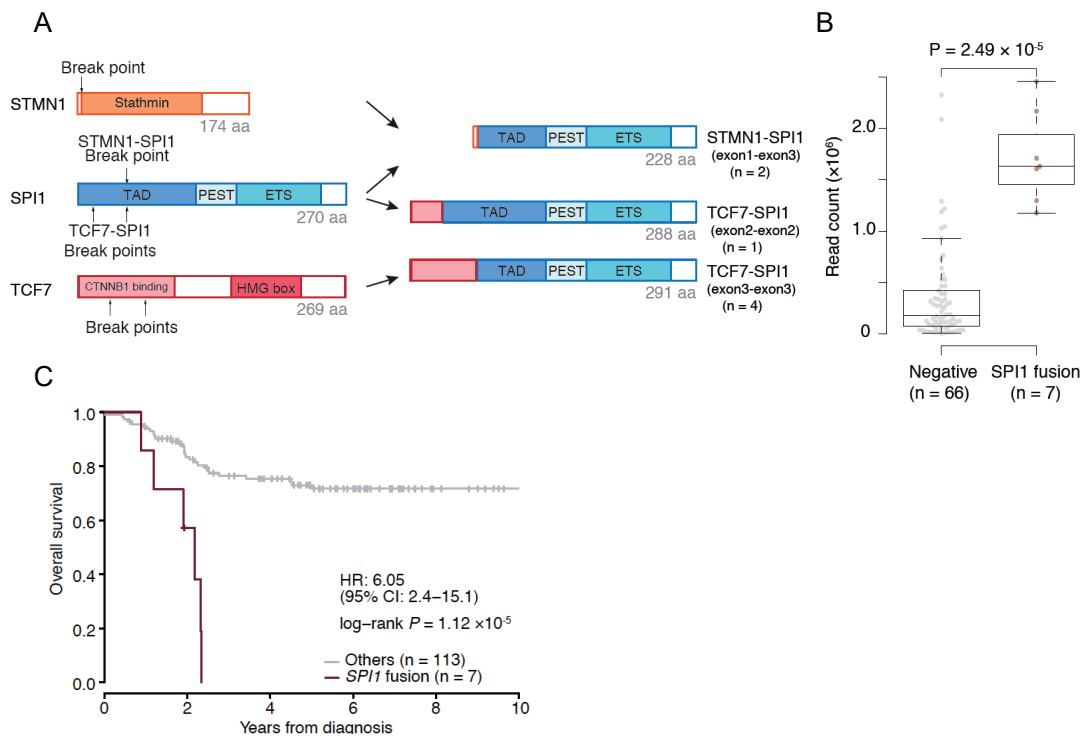 A
Break point
STMN1
Stathmin
174 aa
STMN1-SPI1
Break point
SPI1
TAD
PEST
ETS
270 aa
TCF7-SPI1
Break points
TCF7
CTNNB1 binding
HMG box
269 aa
Break points
TAD
PEST
ETS
228 aa
STMN1-SPI1
(exon1-exon3)
(n = 2)
TAD
PEST
ETS
288 aa
TCF7-SPI1
(exon2-exon2)
(n = 1)
TAD
PEST
ETS
291 aa
TCF7-SPI1
(exon3-exon3)
(n = 4)
B
P = 2.49 × 10-5
Read count (×10⁶)
2.0
1.0
0
Negative
(n = 66)
SPI1 fusion
(n = 7)
C
Overall survival
1.0
0.8
0.6
0.4
0.2
0.0
HR: 6.05
(95% CI: 2.4–15.1)
log–rank P = 1.12 ×10-5
Others (n = 113)
SPI1 fusion (n = 7)
0 2 4 6 8 10
Years from diagnosis